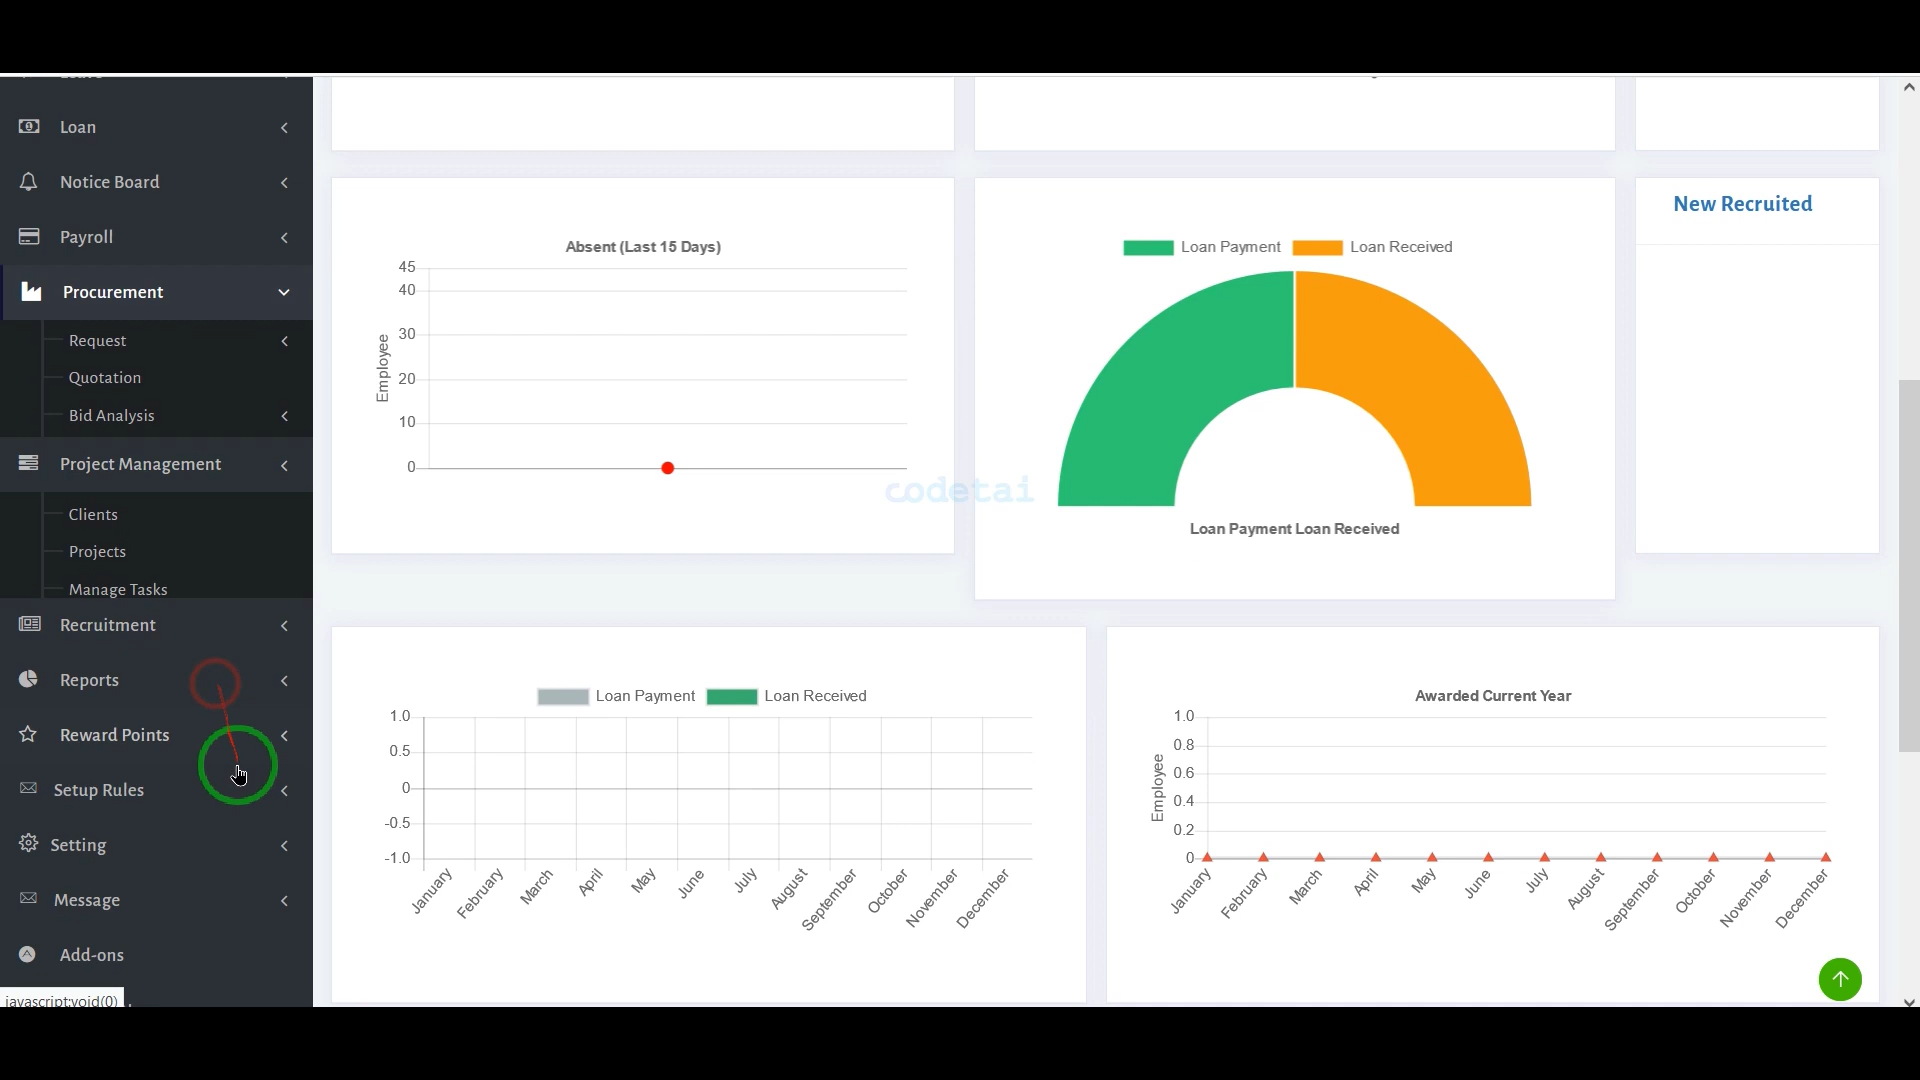 Loan
Notice Board
Payroll
Procurement
Request
Quotation
Bid Analysis
Project Management
Clients
Projects
Manage Tasks
Recruitment
Reports
Reward Points
Setup Rules
Setting
Message
Add-ons
javascript:void(0)
Absent (Last 15 Days)
45
40
30
20
10
0
Employee
Loan Payment Loan Received
Loan Payment Loan Received
New Recruited
codetai
Loan Payment Loan Received
1.0
0.5
0
-0.5
-1.0
January February March April May June July August September October November December
Awarded Current Year
1.0
0.8
0.6
0.4
0.2
0
Employee
January February March April May June July August September October November December